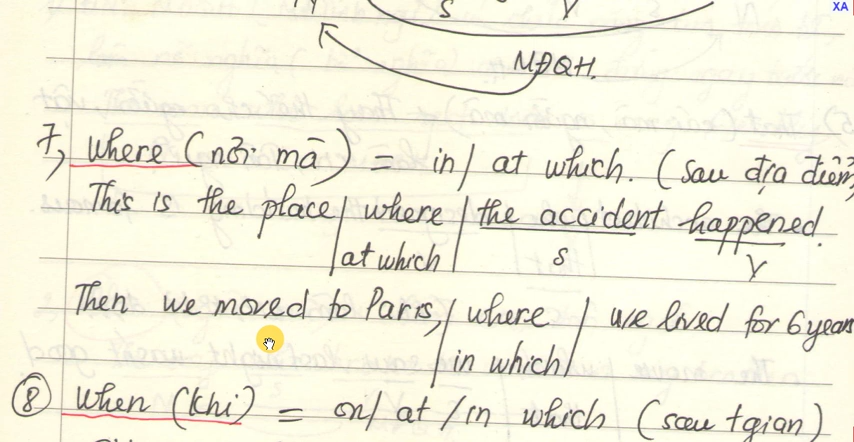 XA
S V
MĐQH.
7, where (nơi mà) = in/ at which. (sau địa điểm
This is the place | where | the accident happened.
at which S V
Then we moved to Paris, / where / we lived for 6 years
in which
⑧ When (khi) = on/ at /in which (sau tgian)